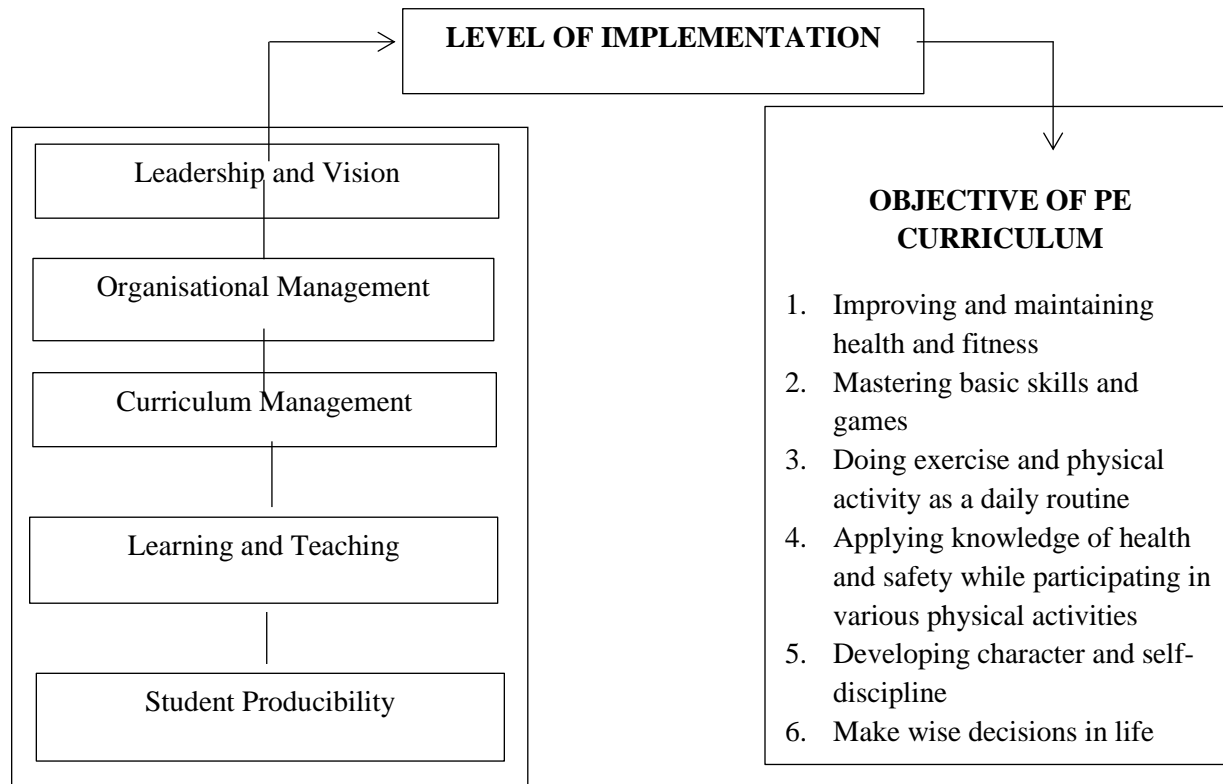 LEVEL OF IMPLEMENTATION
Leadership and Vision
Organisational Management
Curriculum Management
Learning and Teaching
Student Producibility
OBJECTIVE OF PE
CURRICULUM
1. Improving and maintaining
health and fitness
2. Mastering basic skills and
games
3. Doing exercise and physical
activity as a daily routine
4. Applying knowledge of health
and safety while participating in
various physical activities
5. Developing character and self-
discipline
6. Make wise decisions in life